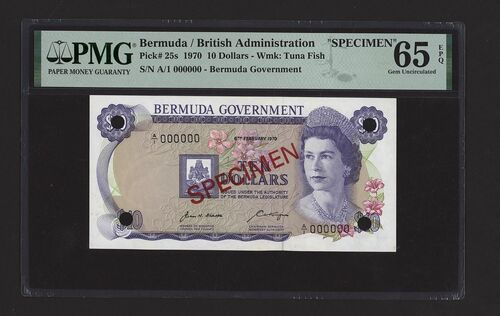 PMG
PAPER MONEY GUARANTY
Bermuda / British Administration "SPECIMEN"
Pick# 25s 1970 10 Dollars - Wmk: Tuna Fish
S/N A/1 000000 - Bermuda Government
65 EPQ
Gem Uncirculated
BERMUDA GOVERNMENT
A/1 000000
6TH FEBRUARY 1970
TEN
DOLLARS
SPECIMEN
ISSUED UNDER THE AUTHORITY
OF THE BERMUDA LEGISLATURE
A/1 000000